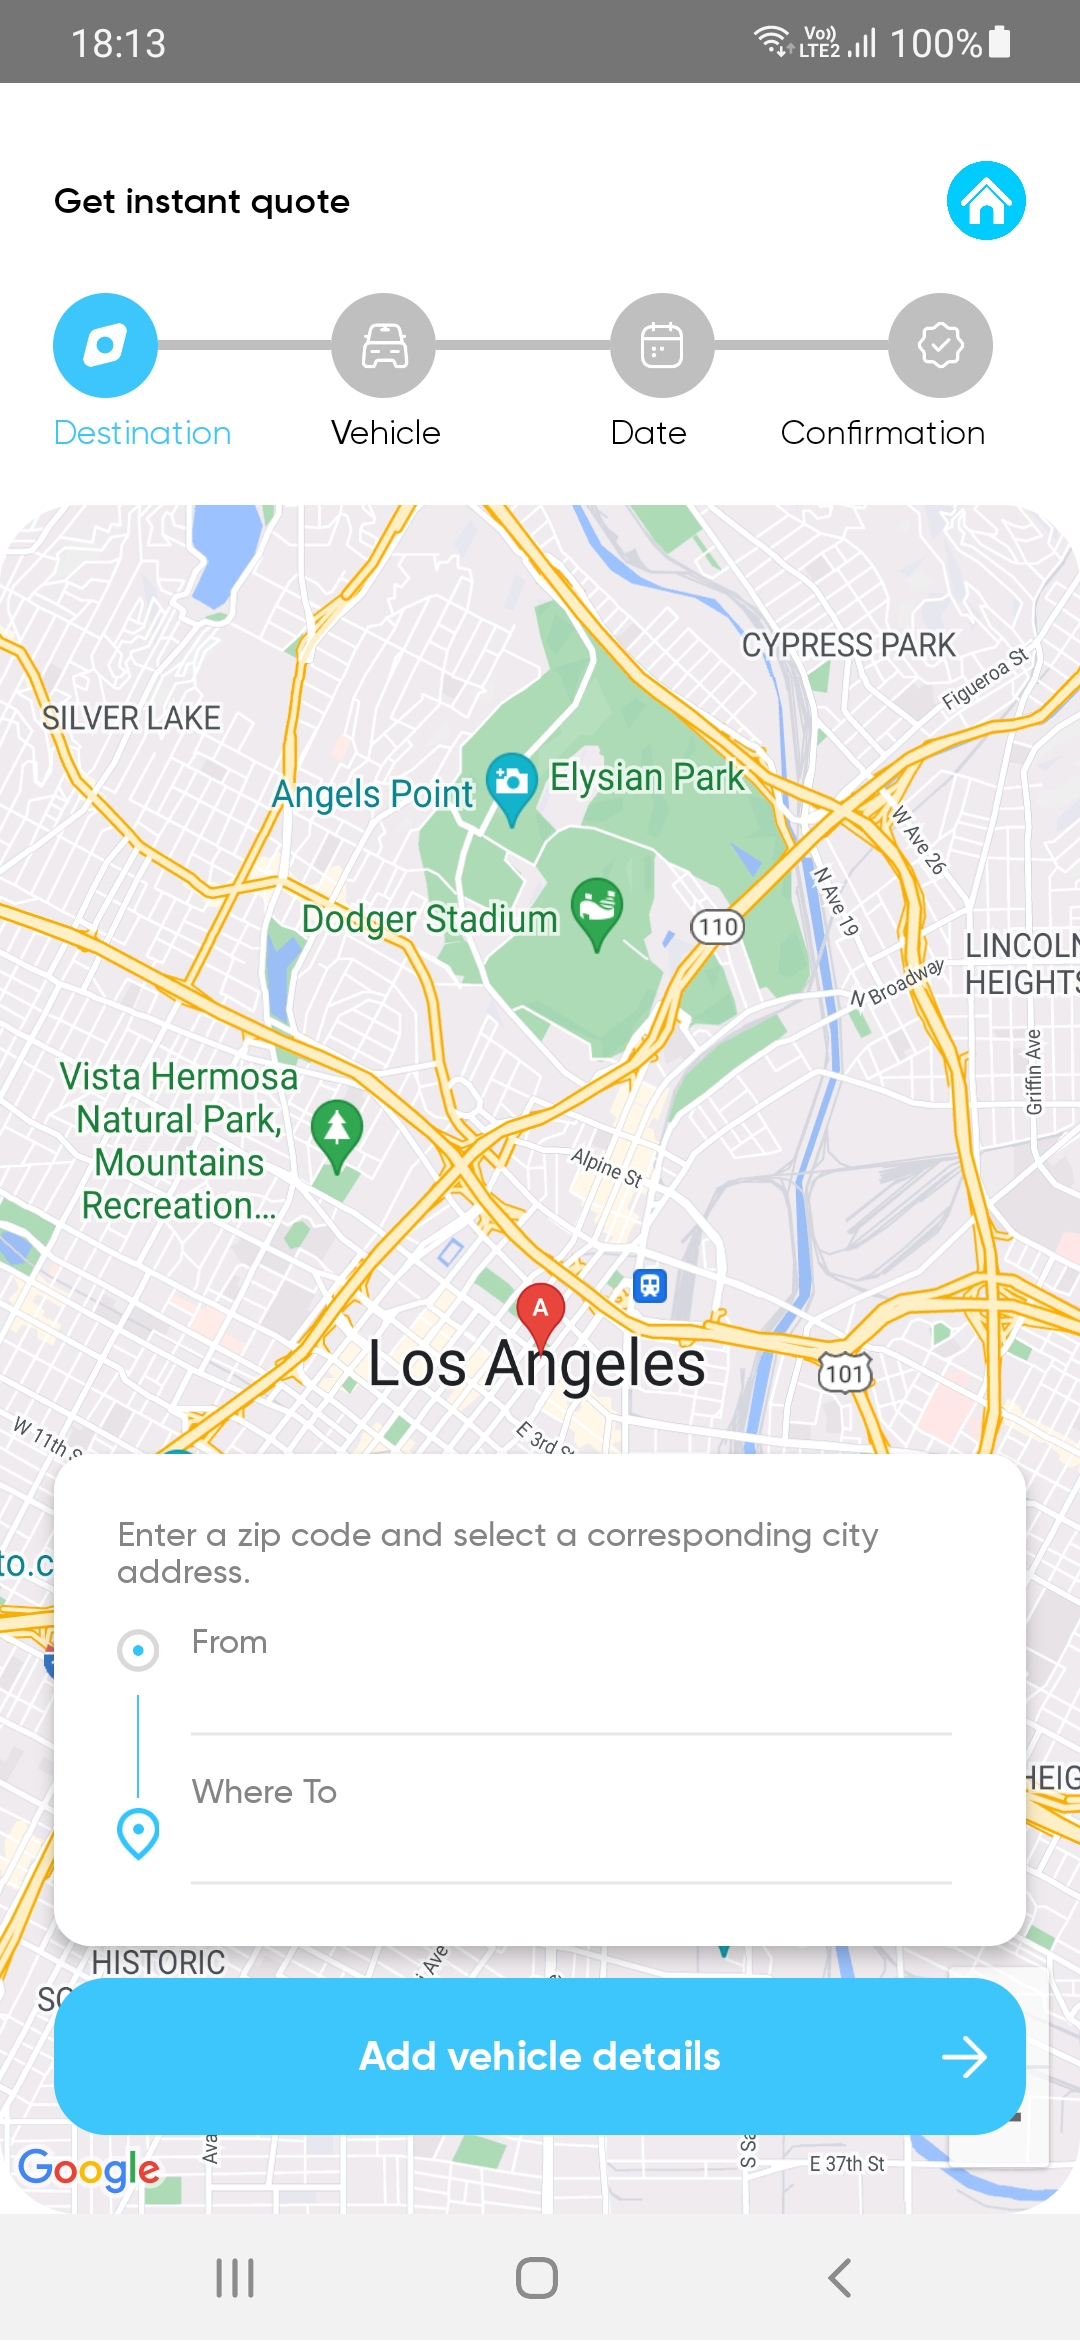 18:13
Vo)) LTE2 100%
Get instant quote
Destination
Vehicle
Date
Confirmation
CYPRESS PARK
Figueroa St
SILVER LAKE
Angels Point
Elysian Park
W Ave 26
N Ave 19
Dodger Stadium
110
LINCOLN
HEIGHTS
N Broadway
Griffin Ave
Vista Hermosa
Natural Park,
Mountains
Recreation...
Alpine St
A
Los Angeles
101
W 11th S
E 3rd St
to.c
Enter a zip code and select a corresponding city
address.
From
Where To
HEIG
HISTORIC
SO
i Ave
Add vehicle details
Google
Ava
S Sa
E 37th St